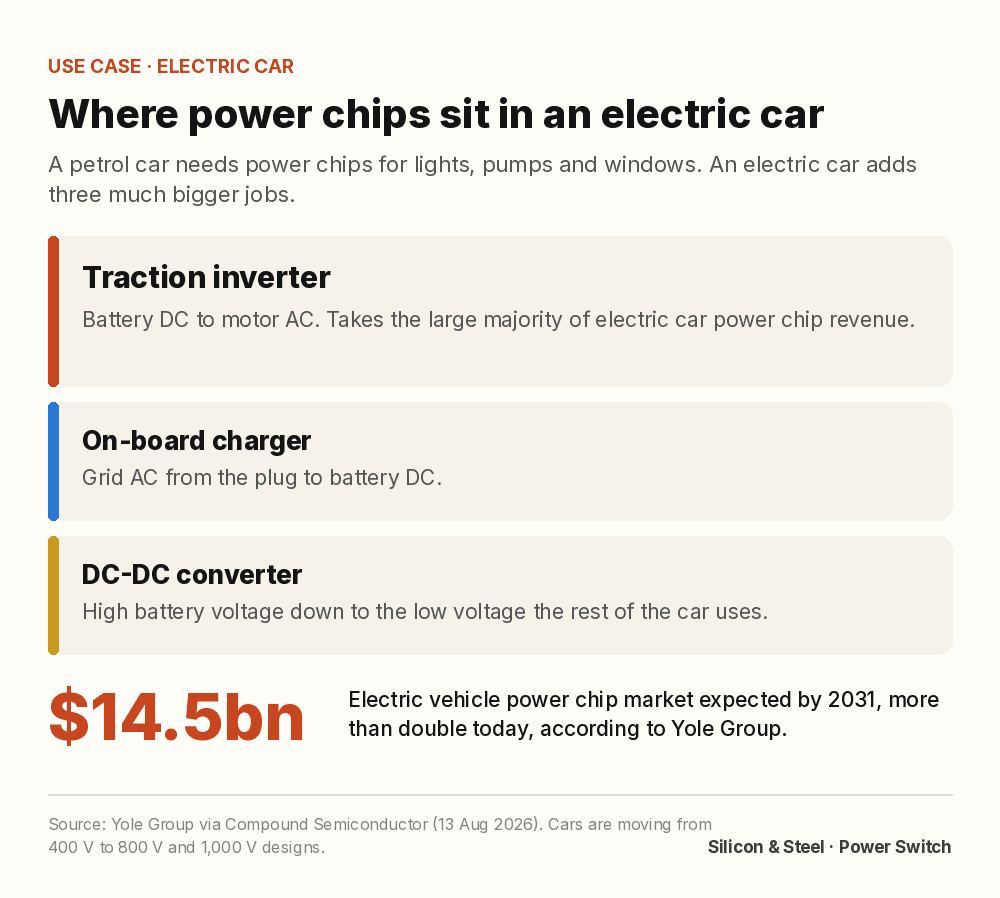 USE CASE · ELECTRIC CAR
Where power chips sit in an electric car
A petrol car needs power chips for lights, pumps and windows. An electric car adds
three much bigger jobs.
Traction inverter
Battery DC to motor AC. Takes the large majority of electric car power chip revenue.
On-board charger
Grid AC from the plug to battery DC.
DC-DC converter
High battery voltage down to the low voltage the rest of the car uses.
$14.5bn
Electric vehicle power chip market expected by 2031, more
than double today, according to Yole Group.
Source: Yole Group via Compound Semiconductor (13 Aug 2026). Cars are moving from
400 V to 800 V and 1,000 V designs.
Silicon & Steel · Power Switch